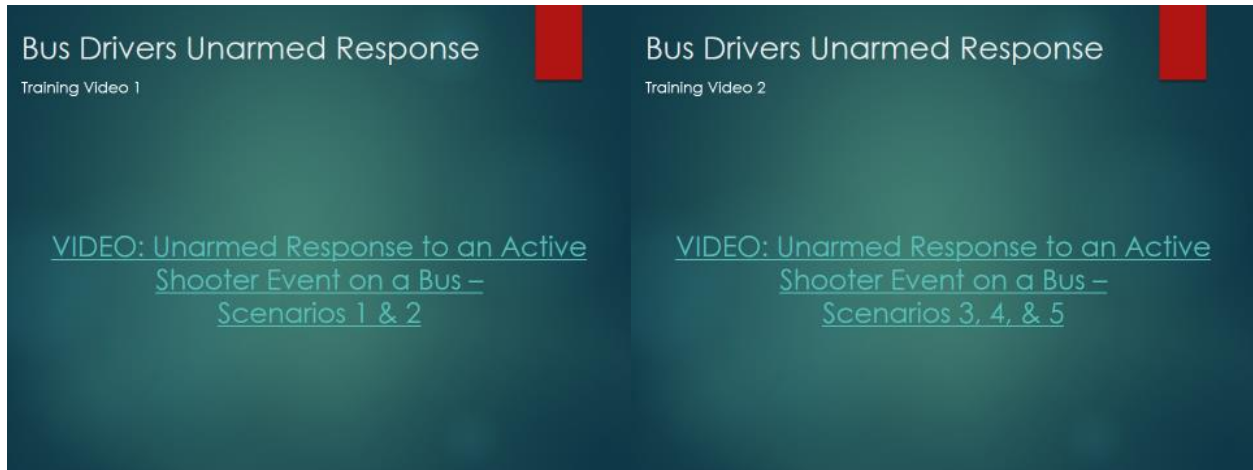 Bus Drivers Unarmed Response
Training Video 1
VIDEO: Unarmed Response to an Active
Shooter Event on a Bus –
Scenarios 1 & 2
Bus Drivers Unarmed Response
Training Video 2
VIDEO: Unarmed Response to an Active
Shooter Event on a Bus –
Scenarios 3, 4, & 5